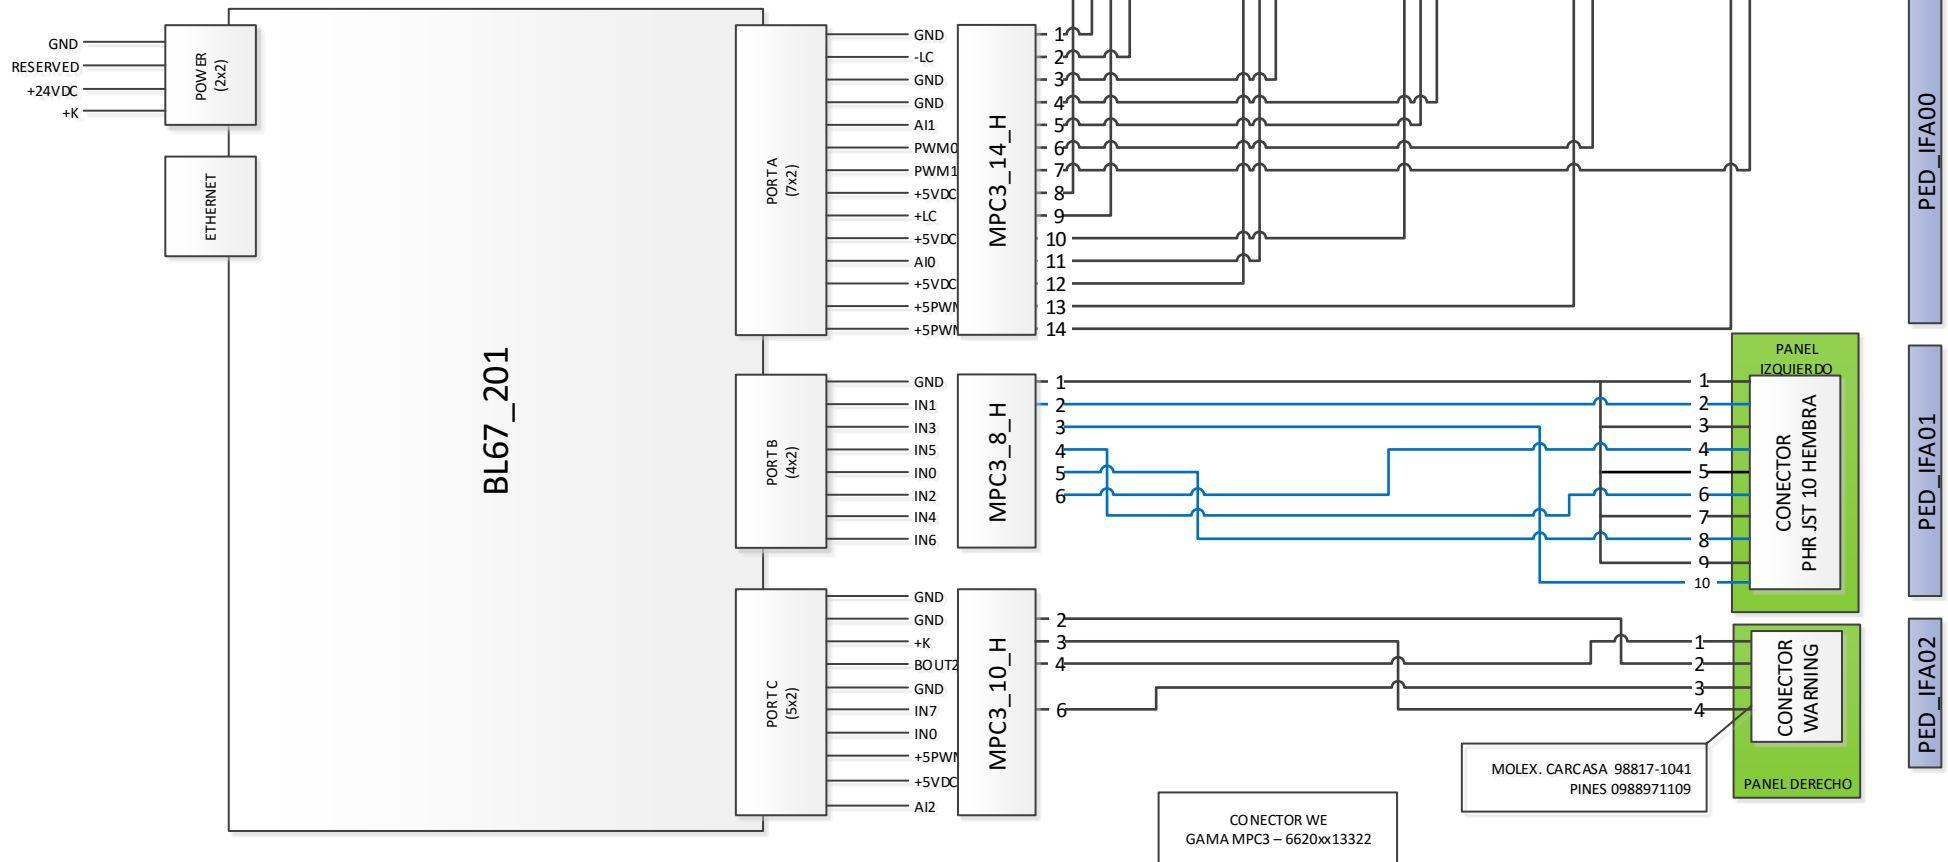 GND
RESERVED
+24VDC
+K
POWER
(2x2)
ETHERNET
BL67_201
PORT A
(7x2)
GND
-LC
GND
GND
AI1
PWM0
PWM1
+5VDC
+LC
+5VDC
AI0
+5VDC
+5PWM
+5PWM
MPC3_14_H
1
2
3
4
5
6
7
8
9
10
11
12
13
14
PED_IFA00
PORT B
(4x2)
GND
IN1
IN3
IN5
IN0
IN2
IN4
IN6
MPC3_8_H
1
2
3
4
5
6
PANEL
IZQUIERDO
1
2
3
4
5
6
7
8
9
10
CONECTOR
PHR JST 10 HEMBRA
PED_IFA01
PORT C
(5x2)
GND
GND
+K
BOUT2
GND
IN7
IN0
+5PWM
+5VDC
AI2
MPC3_10_H
2
3
4
6
1
2
3
4
CONECTOR
WARNING
PANEL DERECHO
PED_IFA02
MOLEX. CARCASA 98817-1041
PINES 0988971109
CONECTOR WE
GAMA MPC3 – 6620xx13322